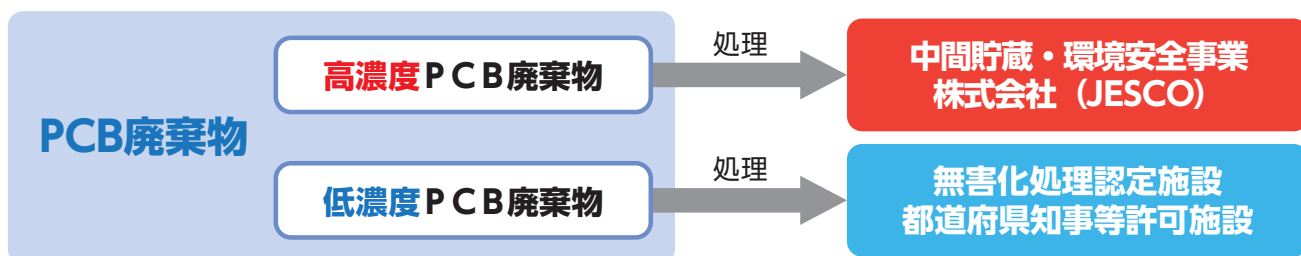 PCB廃棄物
高濃度ＰＣＢ廃棄物
処理
中間貯蔵・環境安全事業
株式会社（JESCO）
低濃度ＰＣＢ廃棄物
処理
無害化処理認定施設
都道府県知事等許可施設